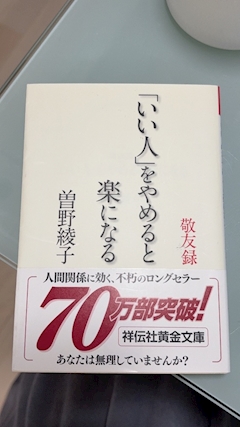 「いい人」をやめると
楽になる
敬友録
曽野綾子
人間関係に効く、不朽のロングセラー
70万部突破!
祥伝社黄金文庫
あなたは無理していませんか?